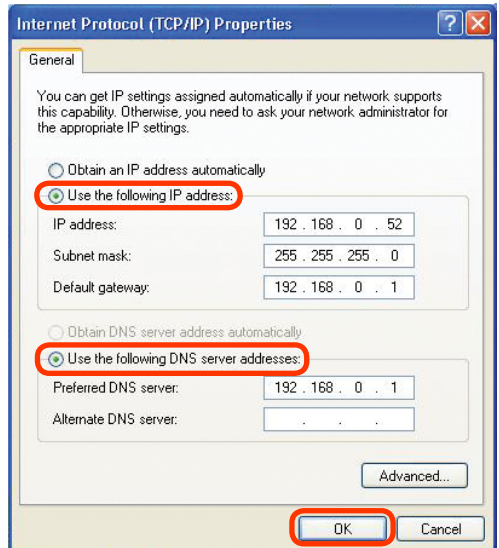 Internet Protocol (TCP/IP) Properties
General
You can get IP settings assigned automatically if your network supports
this capability. Otherwise, you need to ask your network administrator for
the appropriate IP settings.
Obtain an IP address automatically
Use the following IP address:
IP address: 192 . 168 . 0 . 52
Subnet mask: 255 . 255 . 255 . 0
Default gateway: 192 . 168 . 0 . 1
Obtain DNS server address automatically
Use the following DNS server addresses:
Preferred DNS server: 192 . 168 . 0 . 1
Alternate DNS server: . . .
Advanced...
OK Cancel